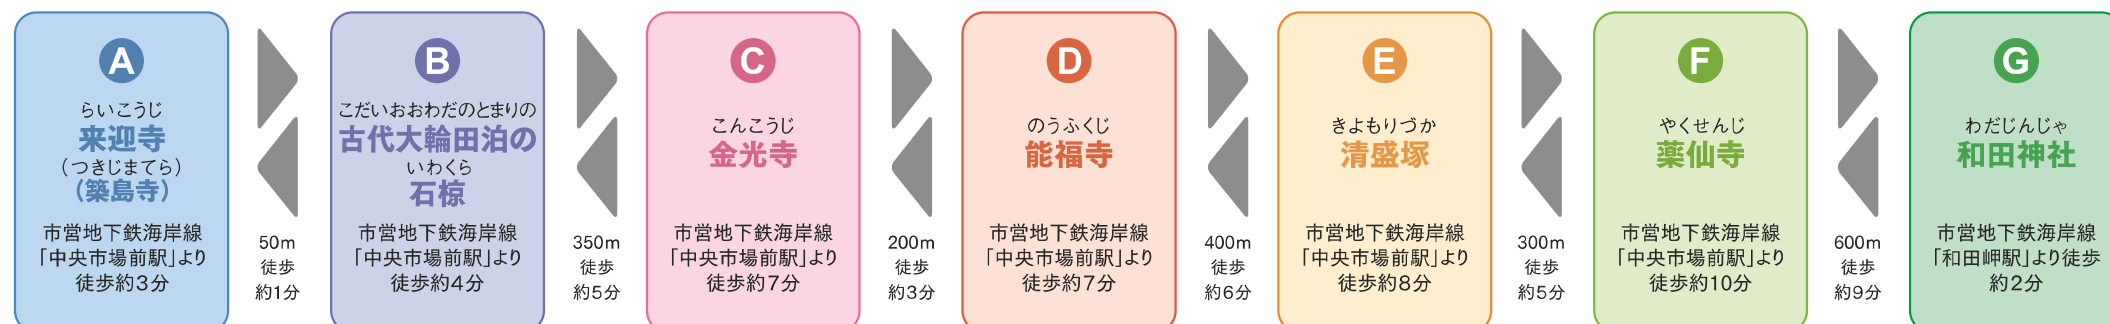 A
らいこうじ
来迎寺
(つきじまてら)
(築島寺)
市営地下鉄海岸線
「中央市場前駅」より
徒歩約3分
50m
徒歩
約1分
B
こだいおおわだのとまりの
古代大輪田泊の
いわくら
石椋
市営地下鉄海岸線
「中央市場前駅」より
徒歩約4分
350m
徒歩
約5分
C
こんこうじ
金光寺
市営地下鉄海岸線
「中央市場前駅」より
徒歩約7分
200m
徒歩
約3分
D
のうふくじ
能福寺
市営地下鉄海岸線
「中央市場前駅」より
徒歩約7分
400m
徒歩
約6分
E
きよもりづか
清盛塚
市営地下鉄海岸線
「中央市場前駅」より
徒歩約8分
300m
徒歩
約5分
F
やくせんじ
薬仙寺
市営地下鉄海岸線
「中央市場前駅」より
徒歩約10分
600m
徒歩
約9分
G
わだじんじゃ
和田神社
市営地下鉄海岸線
「和田岬駅」より徒歩
約2分